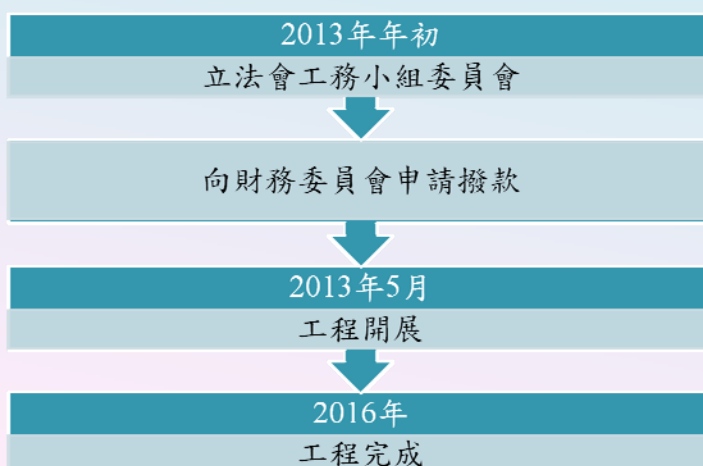 2013年年初
立法會工務小組委員會
向財務委員會申請撥款
2013年5月
工程開展
2016年
工程完成